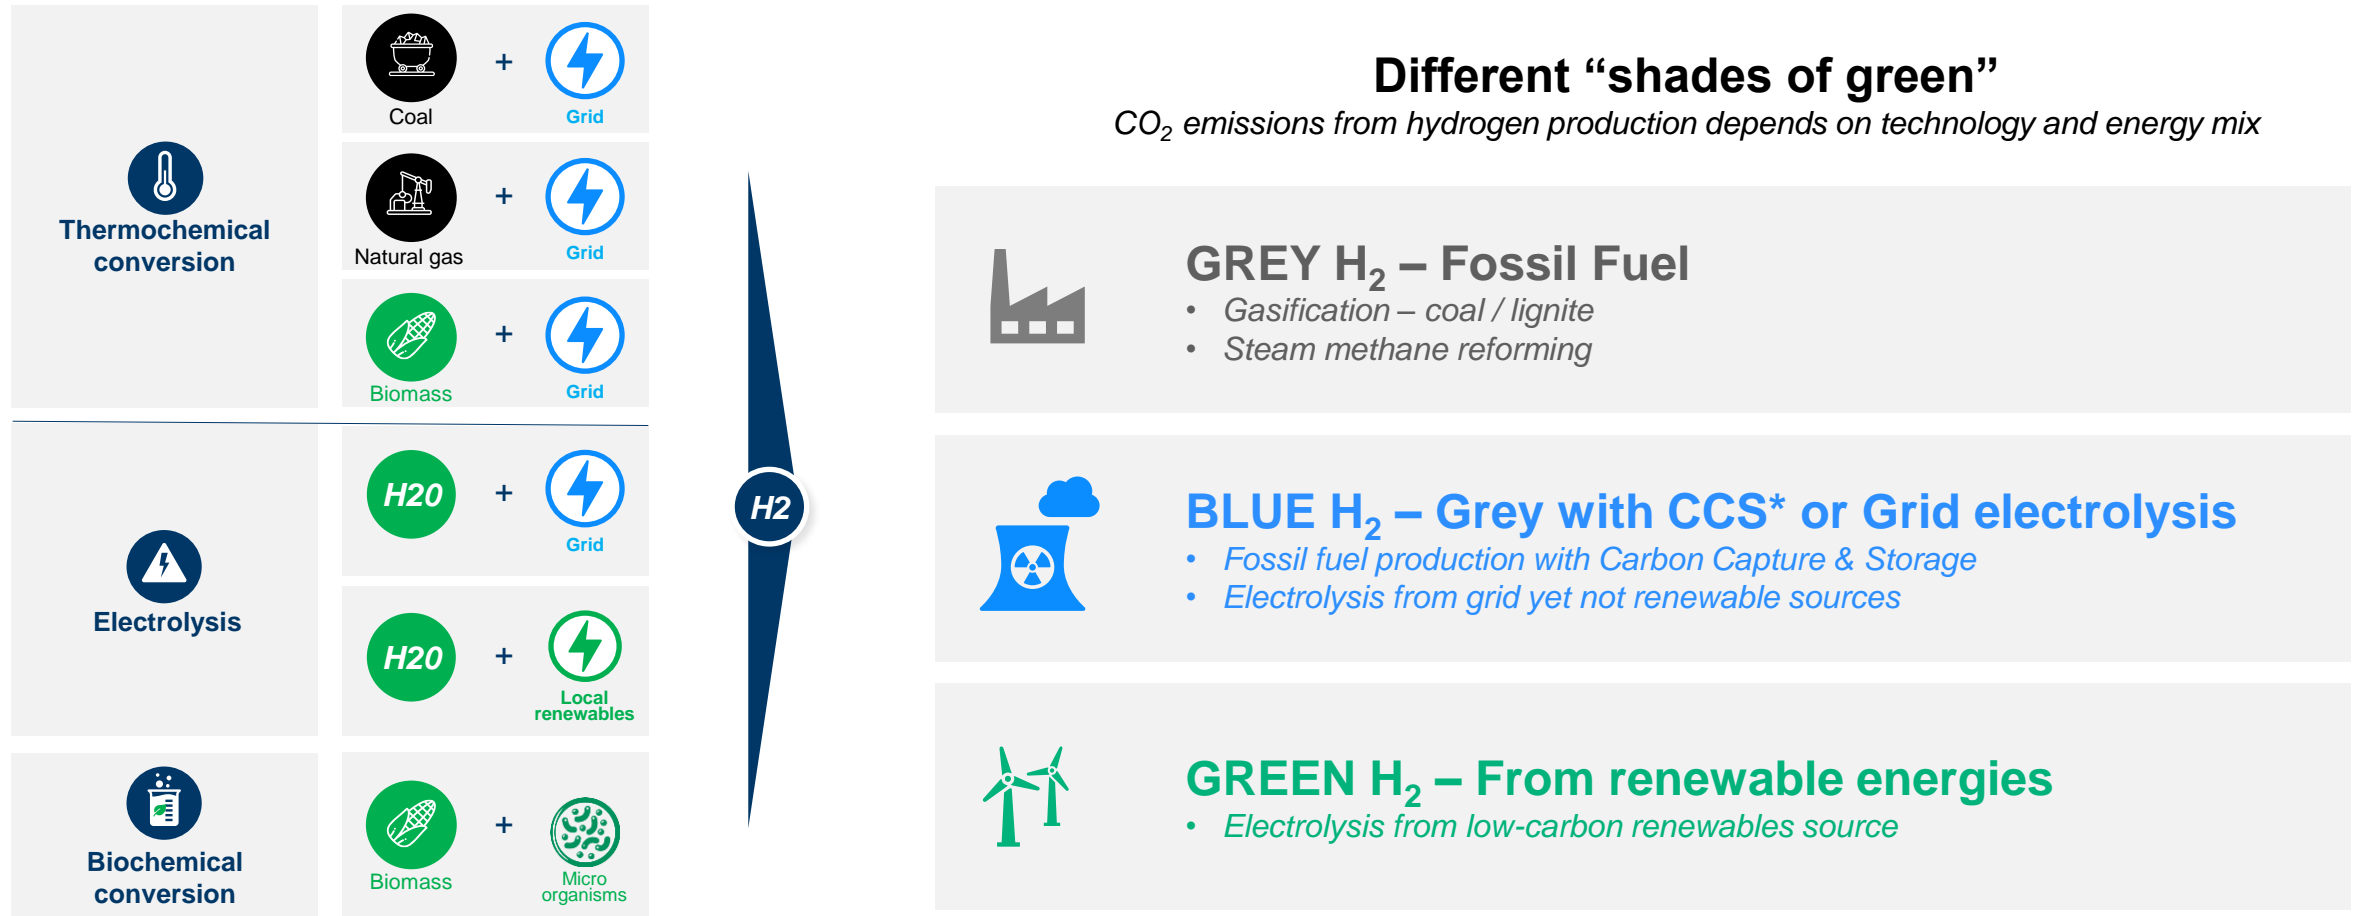 Coal
+
Grid
Natural gas
+
Grid
Biomass
+
Grid
Thermochemical
conversion
H20
+
Grid
H20
+
Local
renewables
Electrolysis
Biomass
+
Micro
organisms
Biochemical
conversion
H2
Different “shades of green”
CO₂ emissions from hydrogen production depends on technology and energy mix
GREY H₂ – Fossil Fuel
• Gasification – coal / lignite
• Steam methane reforming
BLUE H₂ – Grey with CCS* or Grid electrolysis
• Fossil fuel production with Carbon Capture & Storage
• Electrolysis from grid yet not renewable sources
GREEN H₂ – From renewable energies
• Electrolysis from low-carbon renewables source